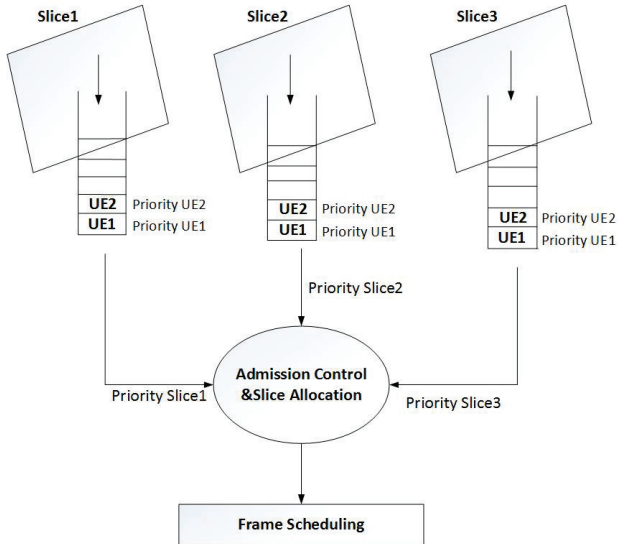 Slice1
Slice2
Slice3
UE2 Priority UE2
UE1 Priority UE1
UE2 Priority UE2
UE1 Priority UE1
UE2 Priority UE2
UE1 Priority UE1
Priority Slice2
Admission Control
&Slice Allocation
Priority Slice1
Priority Slice3
Frame Scheduling